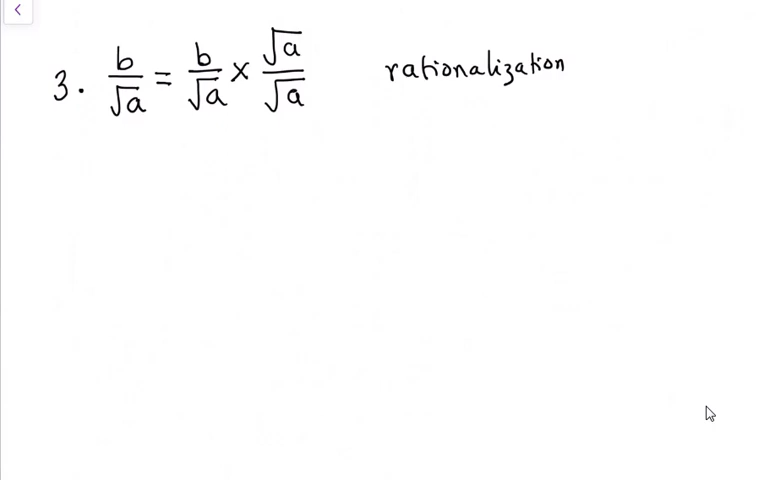 3. b/√a = b/√a × √a/√a rationalization